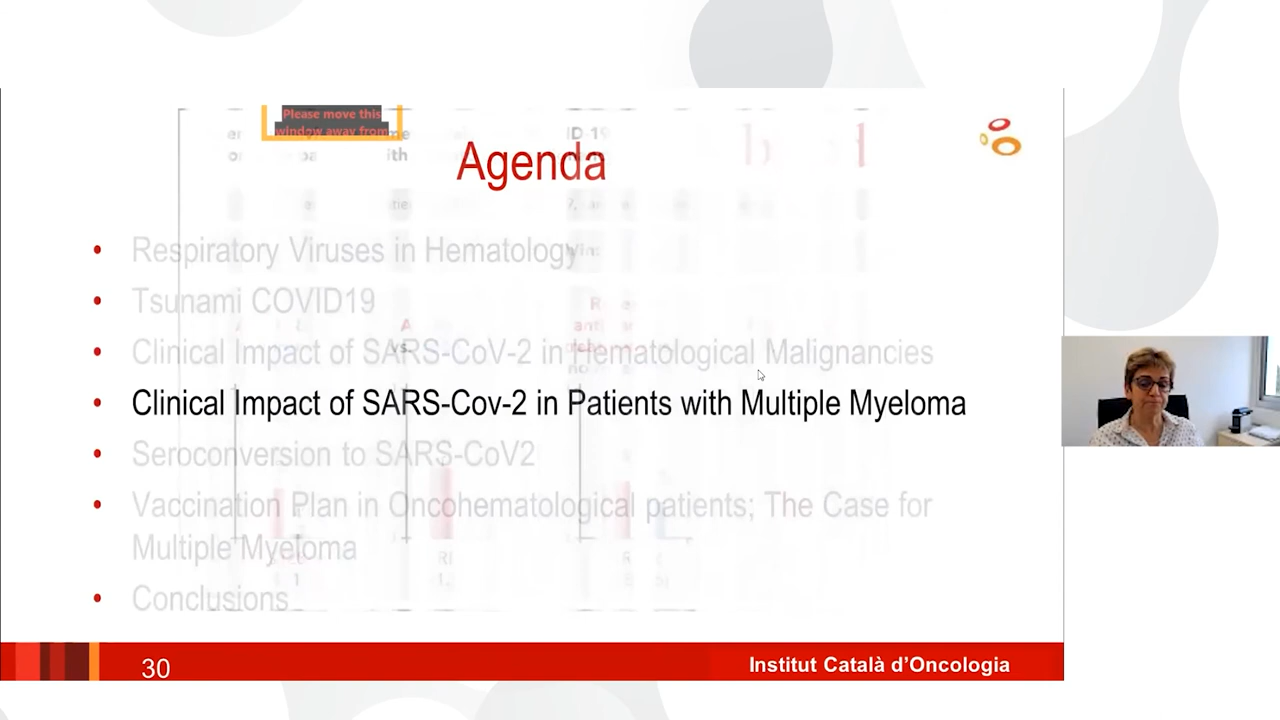 Please move this
window away from
Agenda
Respiratory Viruses in Hematology
Tsunami COVID19
Clinical Impact of SARS-CoV-2 in Hematological Malignancies
Clinical Impact of SARS-Cov-2 in Patients with Multiple Myeloma
Seroconversion to SARS-CoV2
Vaccination Plan in Oncohematological patients; The Case for
Multiple Myeloma
Conclusions
30
Institut Català d’Oncologia